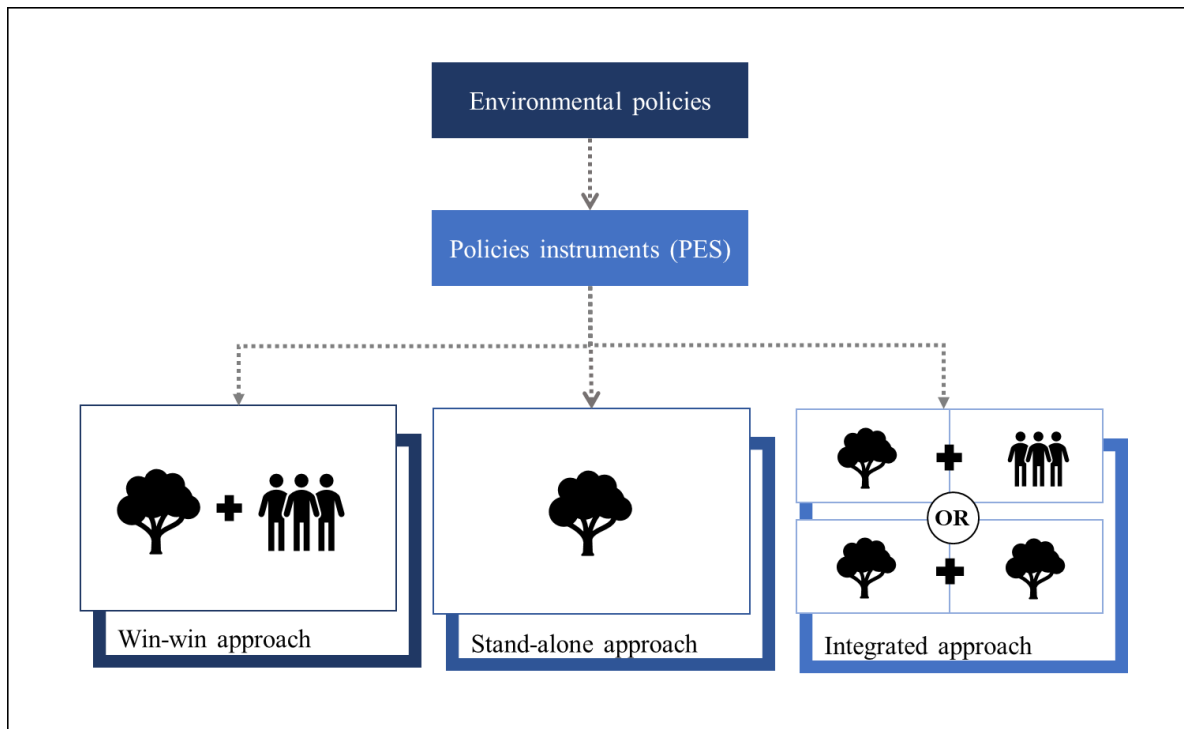 Environmental policies
Policies instruments (PES)
OR
Win-win approach
Stand-alone approach
Integrated approach